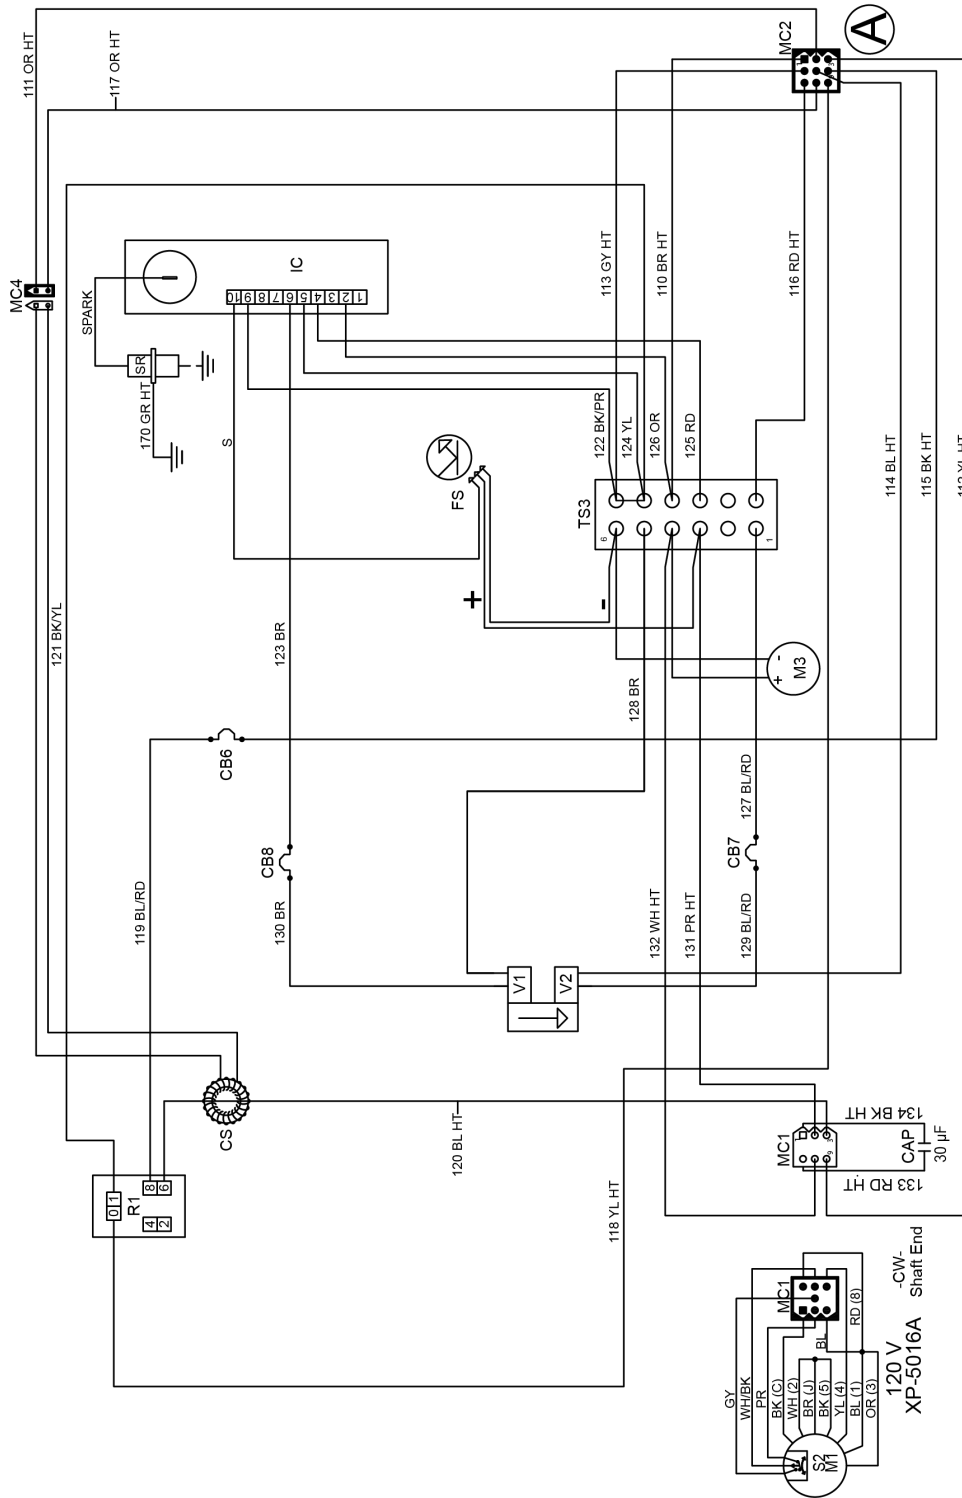 111 OR HT
117 OR HT
MC2
A
MC4
SPARK
SR
170 GR HT
IC
10
9
8
7
6
5
4
3
2
1
113 GY HT
110 BR HT
116 RD HT
S
FS
122 BK/PR
124 YL
126 OR
125 RD
TS3
6
1
114 BL HT
115 BK HT
121 BK/YL
+
-
123 BR
128 BR
+ -
M3
CB6
CB8
CB7
127 BL/RD
119 BL/RD
130 BR
132 WH HT
131 PR HT
129 BL/RD
V1
V2
CS
120 BL HT
R1
0 1
8
6
4
2
118 YL HT
MC1
1
3
9
134 BK HT
CAP
30 µF
133 RD HT
-CW-
Shaft End
MC1
120 V
XP-5016A
GY
WH/BK
PR
BK (C)
WH (2)
BR (J)
BK (5)
YL (4)
BL (1)
OR (3)
BL
RD (8)
S2
M1